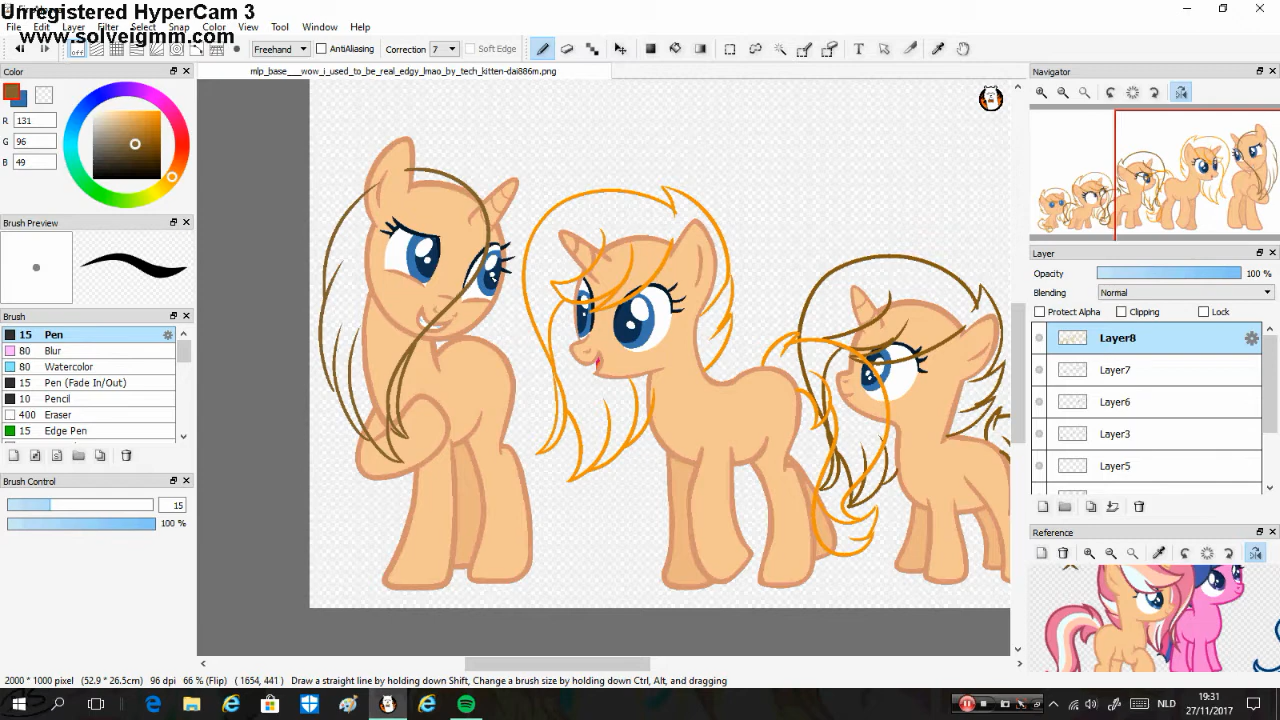 Unregistered HyperCam 3
www.solveigmm.com
File Edit Layer Filter Select Snap Color View Tool Window Help
off Freehand AntiAliasing Correction 7 Soft Edge
mlp_base___wow_i_used_to_be_real_edgy_lmao_by_tech_kitten-dai886m.png
Color
R 131
G 96
B 49
Brush Preview
Brush
15 Pen
80 Blur
80 Watercolor
15 Pen (Fade In/Out)
10 Pencil
400 Eraser
15 Edge Pen
Brush Control
15
100 %
Navigator
Layer
Opacity 100 %
Blending Normal
Protect Alpha Clipping Lock
Layer8
Layer7
Layer6
Layer3
Layer5
Reference
2000 * 1000 pixel (52.9 * 26.5cm) 96 dpi 66 % (Flip) ( 1654, 441 ) Draw a straight line by holding down Shift, Change a brush size by holding down Ctrl, Alt, and dragging
NLD
19:31
27/11/2017